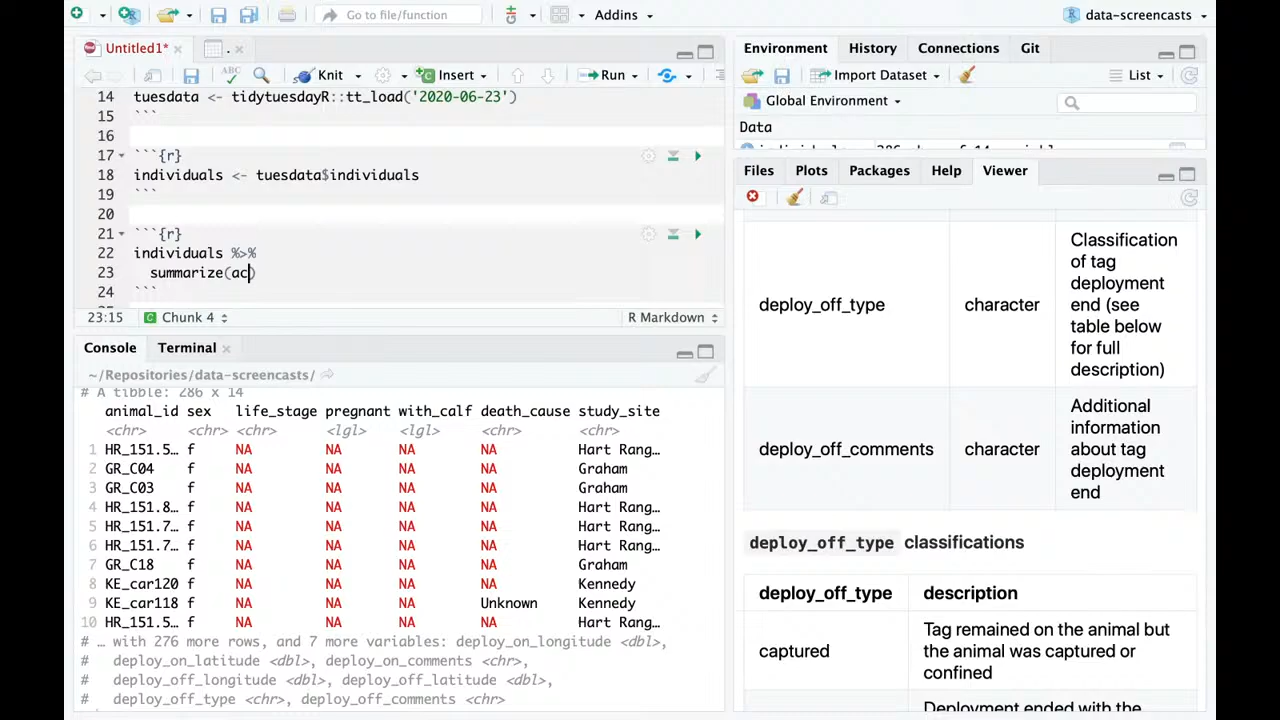 Go to file/function
Addins
data-screencasts
Untitled1*
.
ABC
Knit
Insert
Run
14 tuesdata <- tidytuesdayR::tt_load('2020-06-23')
15 ```
16
17 ```{r}
18 individuals <- tuesdata$individuals
19 ```
20
21 ```{r}
22 individuals %>%
23 summarize(ac)
24 ```
23:15 Chunk 4 R Markdown
Console Terminal
~/Repositories/data-screencasts/
# A tibble: 286 x 14
animal_id sex life_stage pregnant with_calf death_cause study_site
<chr> <chr> <chr> <lgl> <lgl> <chr> <chr>
1 HR_151.5… f NA NA NA NA Hart Rang…
2 GR_C04 f NA NA NA NA Graham
3 GR_C03 f NA NA NA NA Graham
4 HR_151.8… f NA NA NA NA Hart Rang…
5 HR_151.7… f NA NA NA NA Hart Rang…
6 HR_151.7… f NA NA NA NA Hart Rang…
7 GR_C18 f NA NA NA NA Graham
8 KE_car120 f NA NA NA NA Kennedy
9 KE_car118 f NA NA NA Unknown Kennedy
10 HR_151.5… f NA NA NA NA Hart Rang…
# … with 276 more rows, and 7 more variables: deploy_on_longitude <dbl>,
# deploy_on_latitude <dbl>, deploy_on_comments <chr>,
# deploy_off_longitude <dbl>, deploy_off_latitude <dbl>,
# deploy_off_type <chr>, deploy_off_comments <chr>
Environment History Connections Git
Import Dataset List
Global Environment
Data
Files Plots Packages Help Viewer
deploy_off_type character Classification
of tag
deployment
end (see
table below
for full
description)
deploy_off_comments character Additional
information
about tag
deployment
end
deploy_off_type classifications
deploy_off_type description
captured Tag remained on the animal but
the animal was captured or
confined
Deployment ended with the